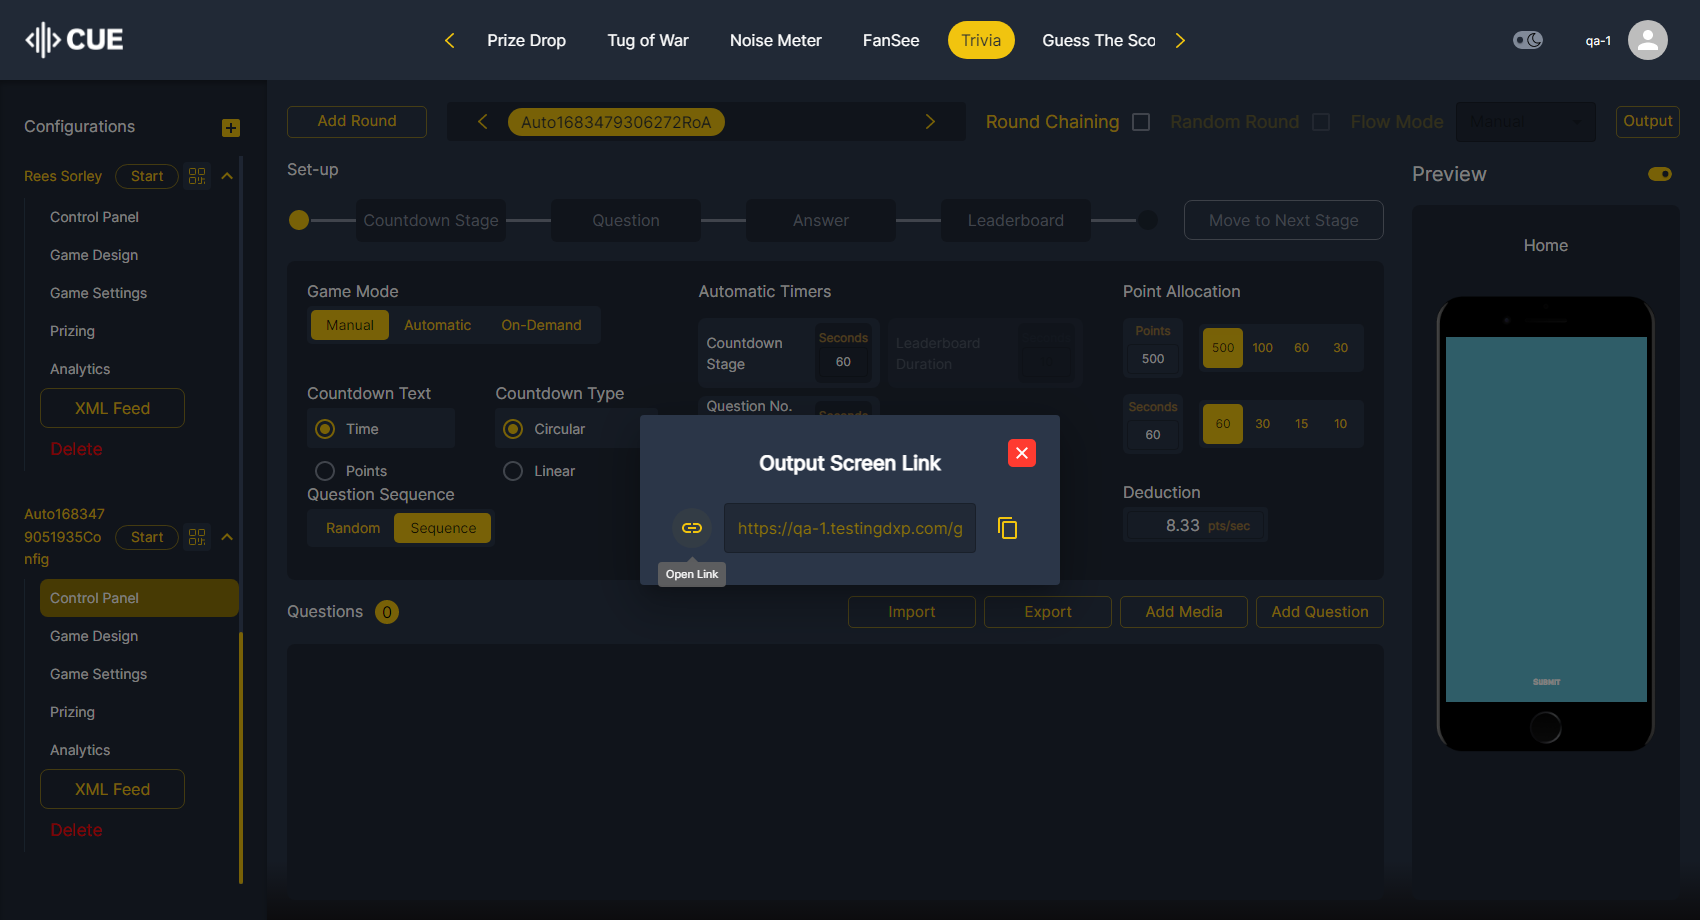 CUE
Prize Drop
Tug of War
Noise Meter
FanSee
Trivia
Guess The Sco
qa-1
Configurations
Rees Sorley
Start
Control Panel
Game Design
Game Settings
Prizing
Analytics
XML Feed
Delete
Auto168347
9051935Co
nfig
Start
Control Panel
Game Design
Game Settings
Prizing
Analytics
XML Feed
Delete
Add Round
Auto1683479306272RoA
Round Chaining
Random Round
Flow Mode
Manual
Output
Set-up
Countdown Stage
Question
Answer
Leaderboard
Move to Next Stage
Game Mode
Manual
Automatic
On-Demand
Countdown Text
Time
Points
Countdown Type
Circular
Linear
Question Sequence
Random
Sequence
Automatic Timers
Countdown
Stage
Seconds
60
Leaderboard
Duration
Question No.
Seconds
Point Allocation
Points
500
500
100
60
30
Seconds
60
60
30
15
10
Deduction
8.33 pts/sec
Output Screen Link
https://qa-1.testingdxp.com/g
Open Link
Questions
0
Import
Export
Add Media
Add Question
Preview
Home
Submit